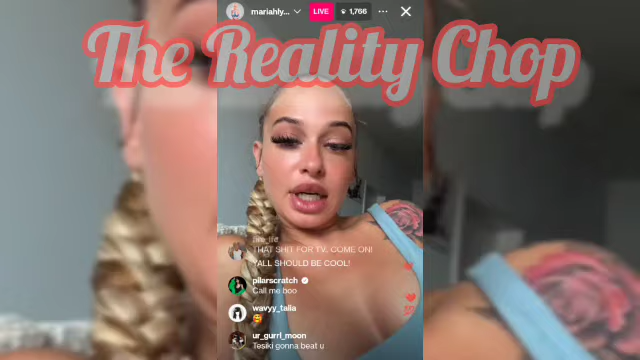 mariahly...
LIVE
1,766
The Reality Chop
THAT SHIT FOR TV. COME ON!
YALL SHOULD BE COOL!
pilarscratch
Call me boo
wavyy_talia
🥰
ur_gurrl_moon
Tesiki gonna beat u